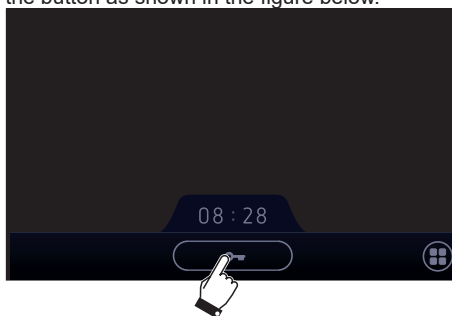 the button as shown in the figure below.
08:28